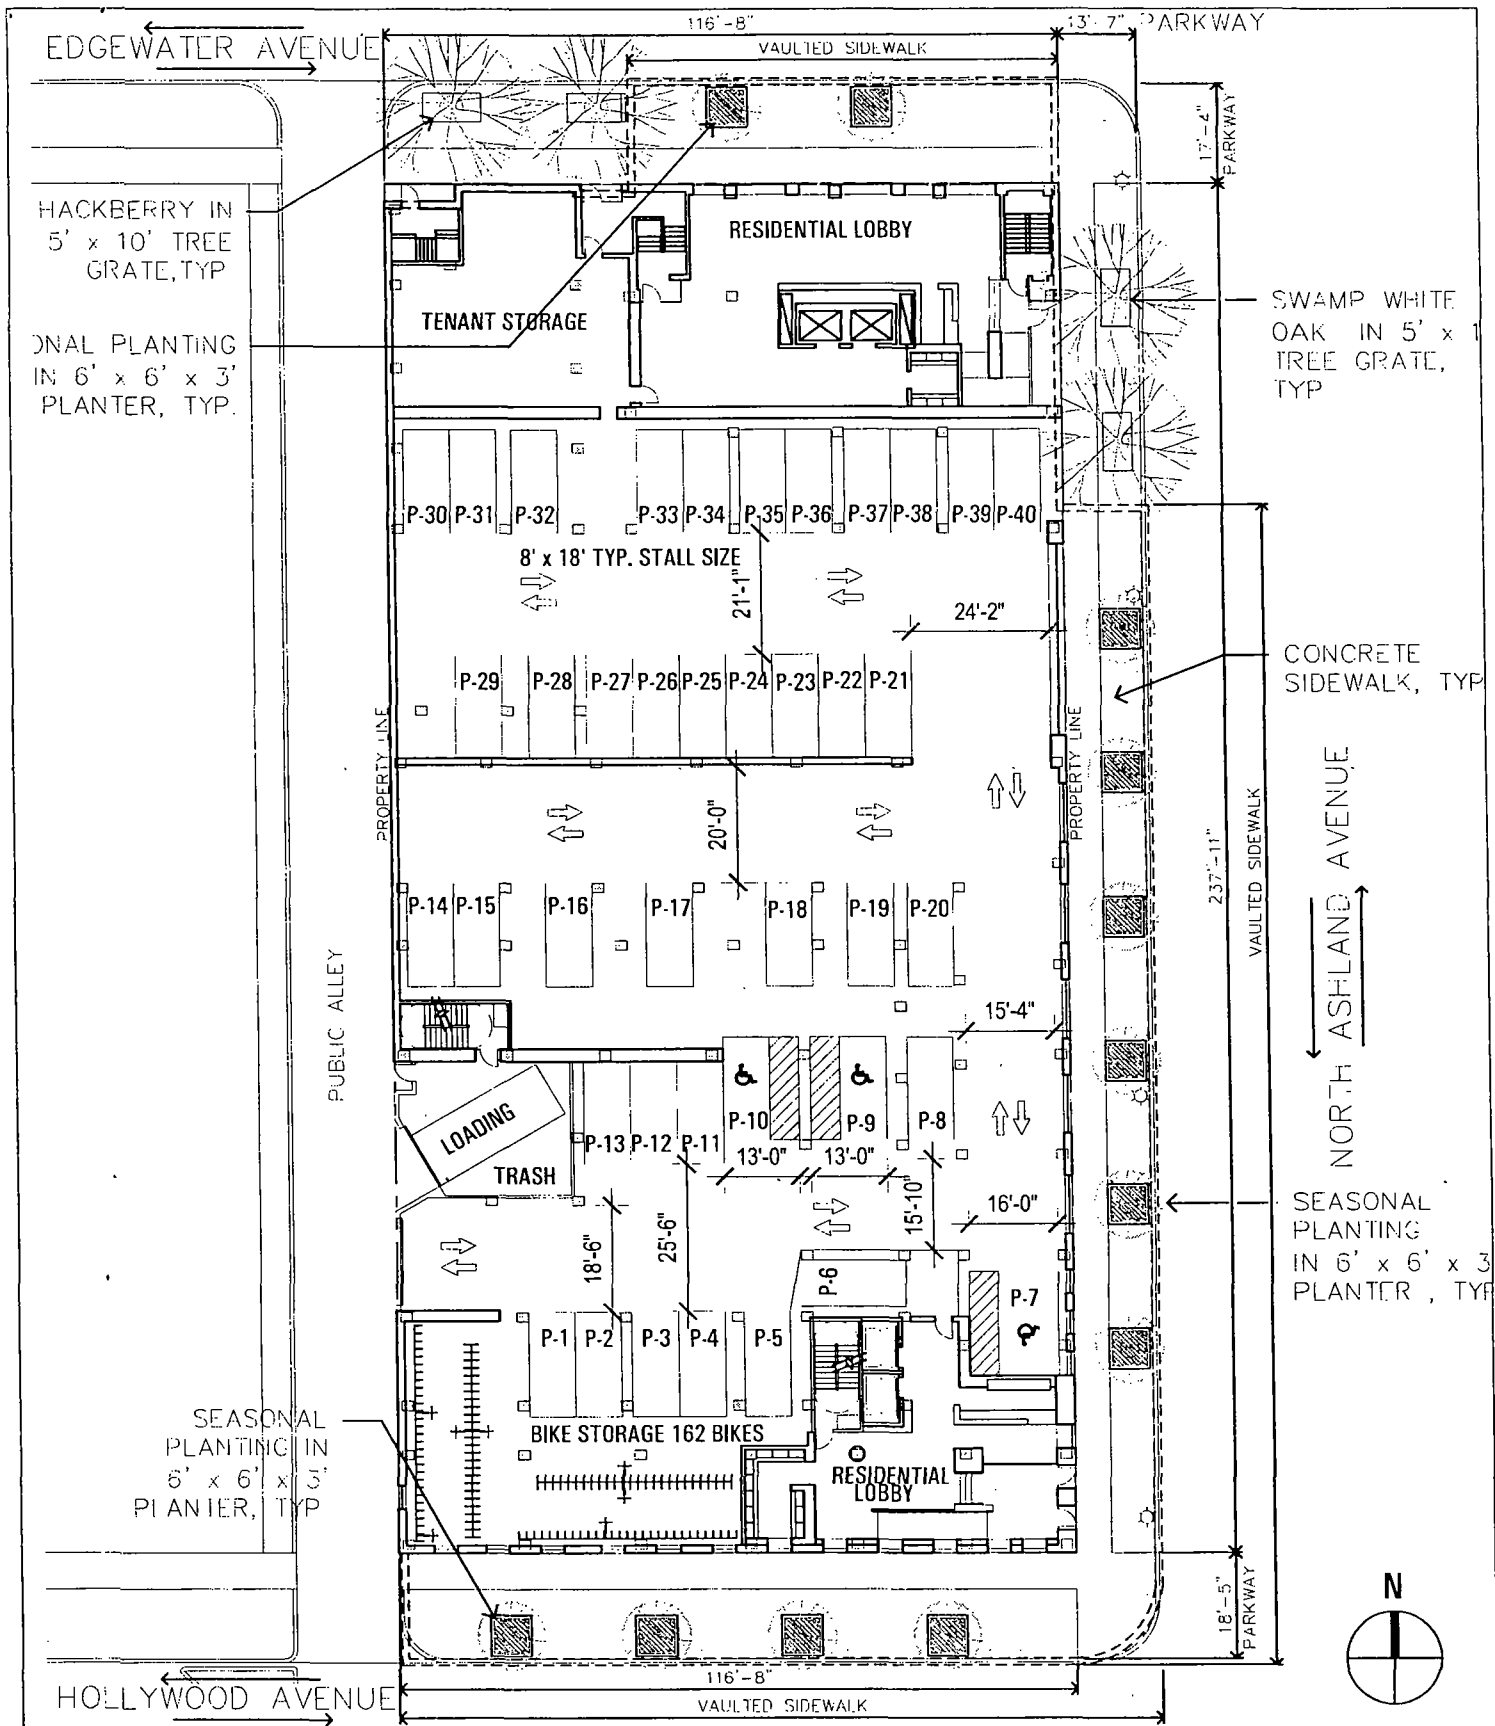 116'-8"
13'-7" PARKWAY
EDGEWATER AVENUE
VAULTED SIDEWALK
17'-4"
PARKWAY
HACKBERRY IN
5' x 10' TREE
GRATE, TYP
RESIDENTIAL LOBBY
SWAMP WHITE
OAK IN 5' x 1
TREE GRATE,
TYP
TENANT STORAGE
ONAL PLANTING
IN 6' x 6' x 3'
PLANTER, TYP.
P-30 P-31 P-32 P-33 P-34 P-35 P-36 P-37 P-38 P-39 P-40
8' x 18' TYP. STALL SIZE
21'-1"
24'-2"
CONCRETE
SIDEWALK, TYP
P-29 P-28 P-27 P-26 P-25 P-24 P-23 P-22 P-21
PROPERTY LINE
PROPERTY LINE
20'-0"
237'-11"
VAULTED SIDEWALK
NORTH ASHLAND AVENUE
P-14 P-15 P-16 P-17 P-18 P-19 P-20
PUBLIC ALLEY
15'-4"
LOADING
TRASH
P-13 P-12 P-11 P-10 P-9 P-8
13'-0" 13'-0"
15'-10"
16'-0"
18'-6"
25'-6"
SEASONAL
PLANTING
IN 6' x 6' x 3
PLANTER , TYP
P-6
P-7
P-1 P-2 P-3 P-4 P-5
SEASONAL
PLANTING IN
6' x 6' x 3'
PLANTER, TYP
BIKE STORAGE 162 BIKES
RESIDENTIAL
LOBBY
18'-5"
PARKWAY
N
116'-8"
HOLLYWOOD AVENUE
VAULTED SIDEWALK